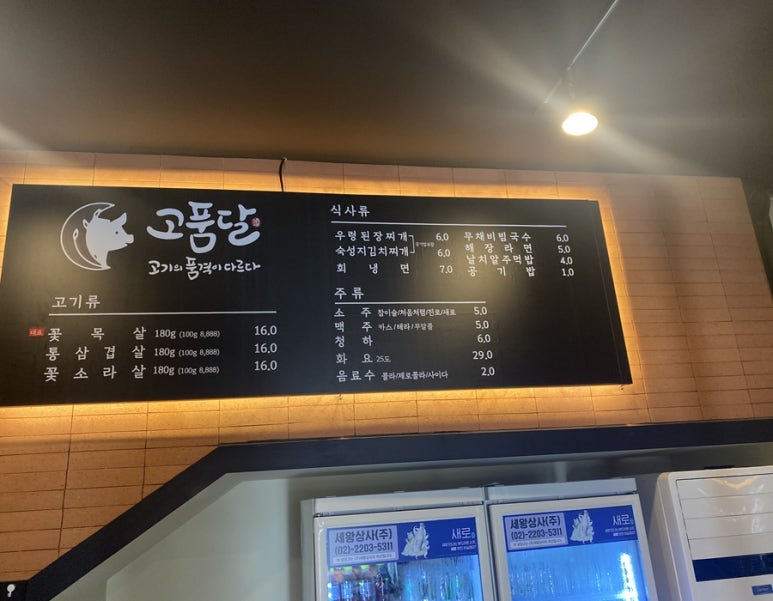 고품달
고기의 품격이 다르다
고기류
대표 꽃목살 180g (100g 8,888) 16,0
통삼겹살 180g (100g 8,888) 16,0
꽃소라살 180g (100g 8,888) 16,0
식사류
우렁된장찌개 6,0
숙성지김치찌개 6,0
공기밥포함
회냉면 7,0
무채비빔국수 6,0
해장라면 5,0
날치알주먹밥 4,0
공기밥 1,0
주류
소주 참이슬/처음처럼/진로/새로 5,0
맥주 카스/테라/무알콜 5,0
청하 6,0
화요 25도 29,0
음료수 콜라/제로콜라/사이다 2,0
세왕상사(주)
(02)-2203-5311
새로
세왕상사(주)
(02)-2203-5311
새로